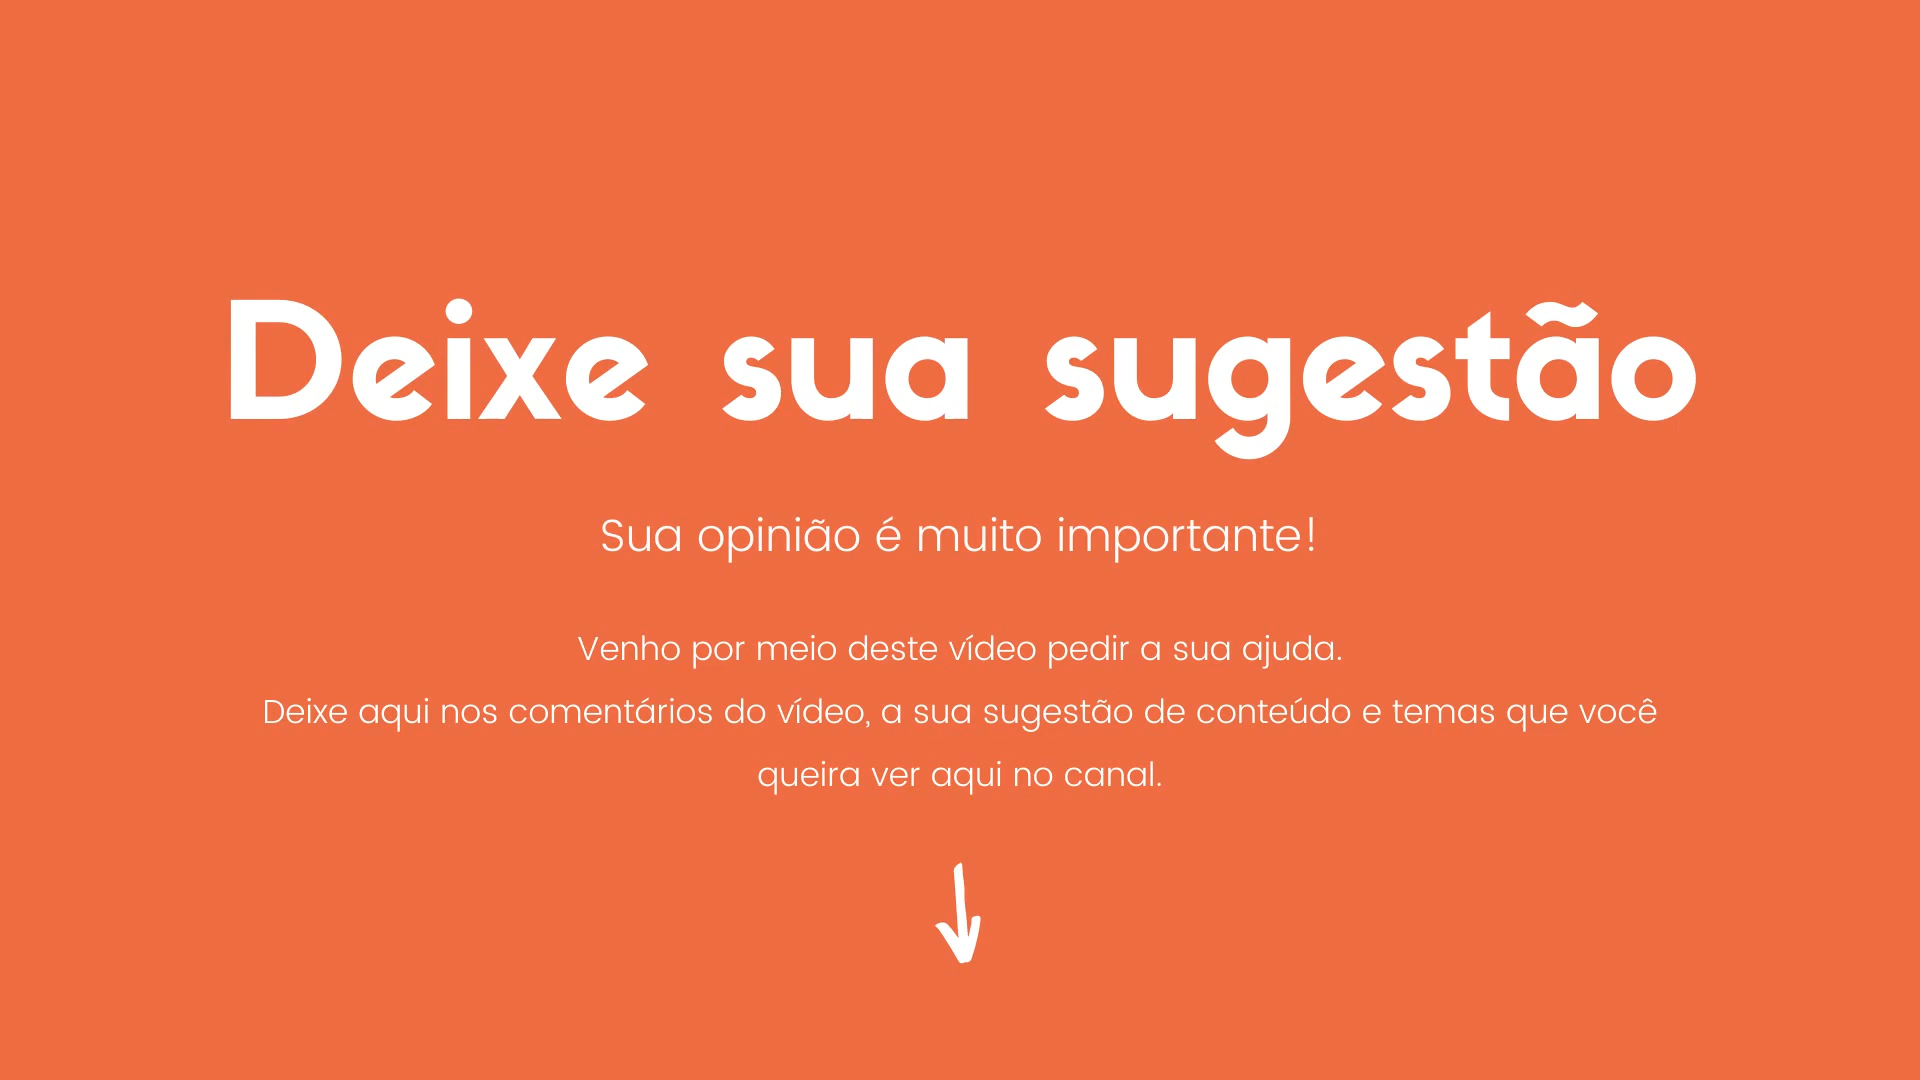 Deixe sua sugestão
Sua opinião é muito importante!
Venho por meio deste vídeo pedir a sua ajuda.
Deixe aqui nos comentários do vídeo, a sua sugestão de conteúdo e temas que você
queira ver aqui no canal.